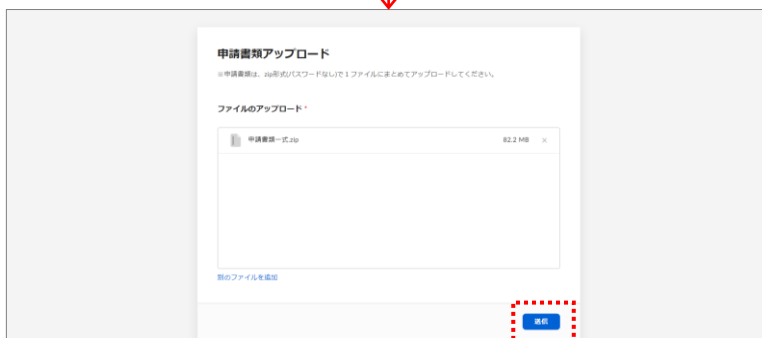 申請書類アップロード
※申請書類は、zip形式(パスワードなし)で1ファイルにまとめてアップロードしてください。
ファイルのアップロード*
申請書類一式.zip 82.2 MB ×
別のファイルを追加
送信